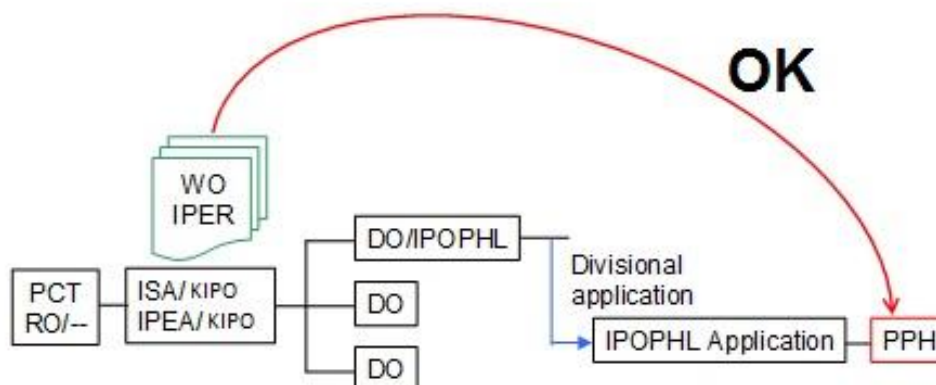 OK
WO
IPER
DO/IPOPHL
Divisional
application
PCT
RO/--
ISA/ KIPO
IPEA/ KIPO
DO
IPOPHL Application
PPH
DO